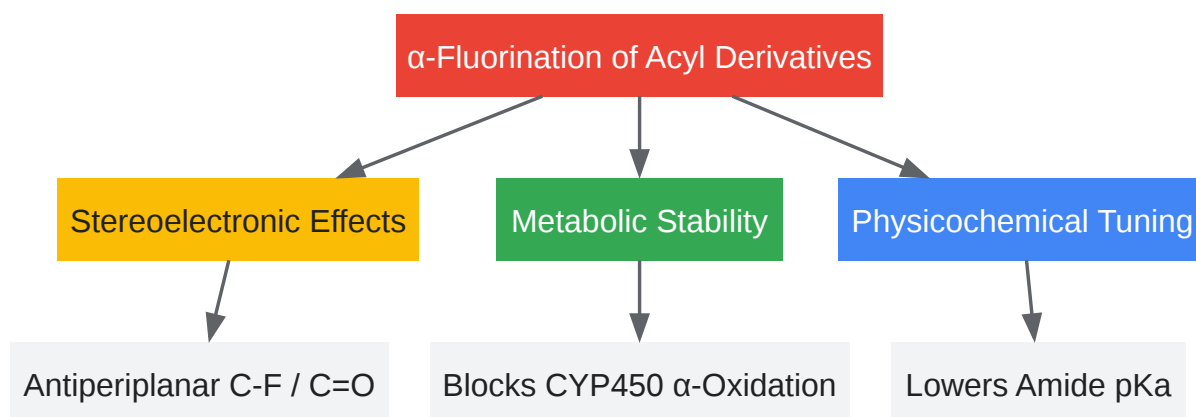 α-Fluorination of Acyl Derivatives
Stereoelectronic Effects
Metabolic Stability
Physicochemical Tuning
Antiperiplanar C-F / C=O
Blocks CYP450 α-Oxidation
Lowers Amide pKa